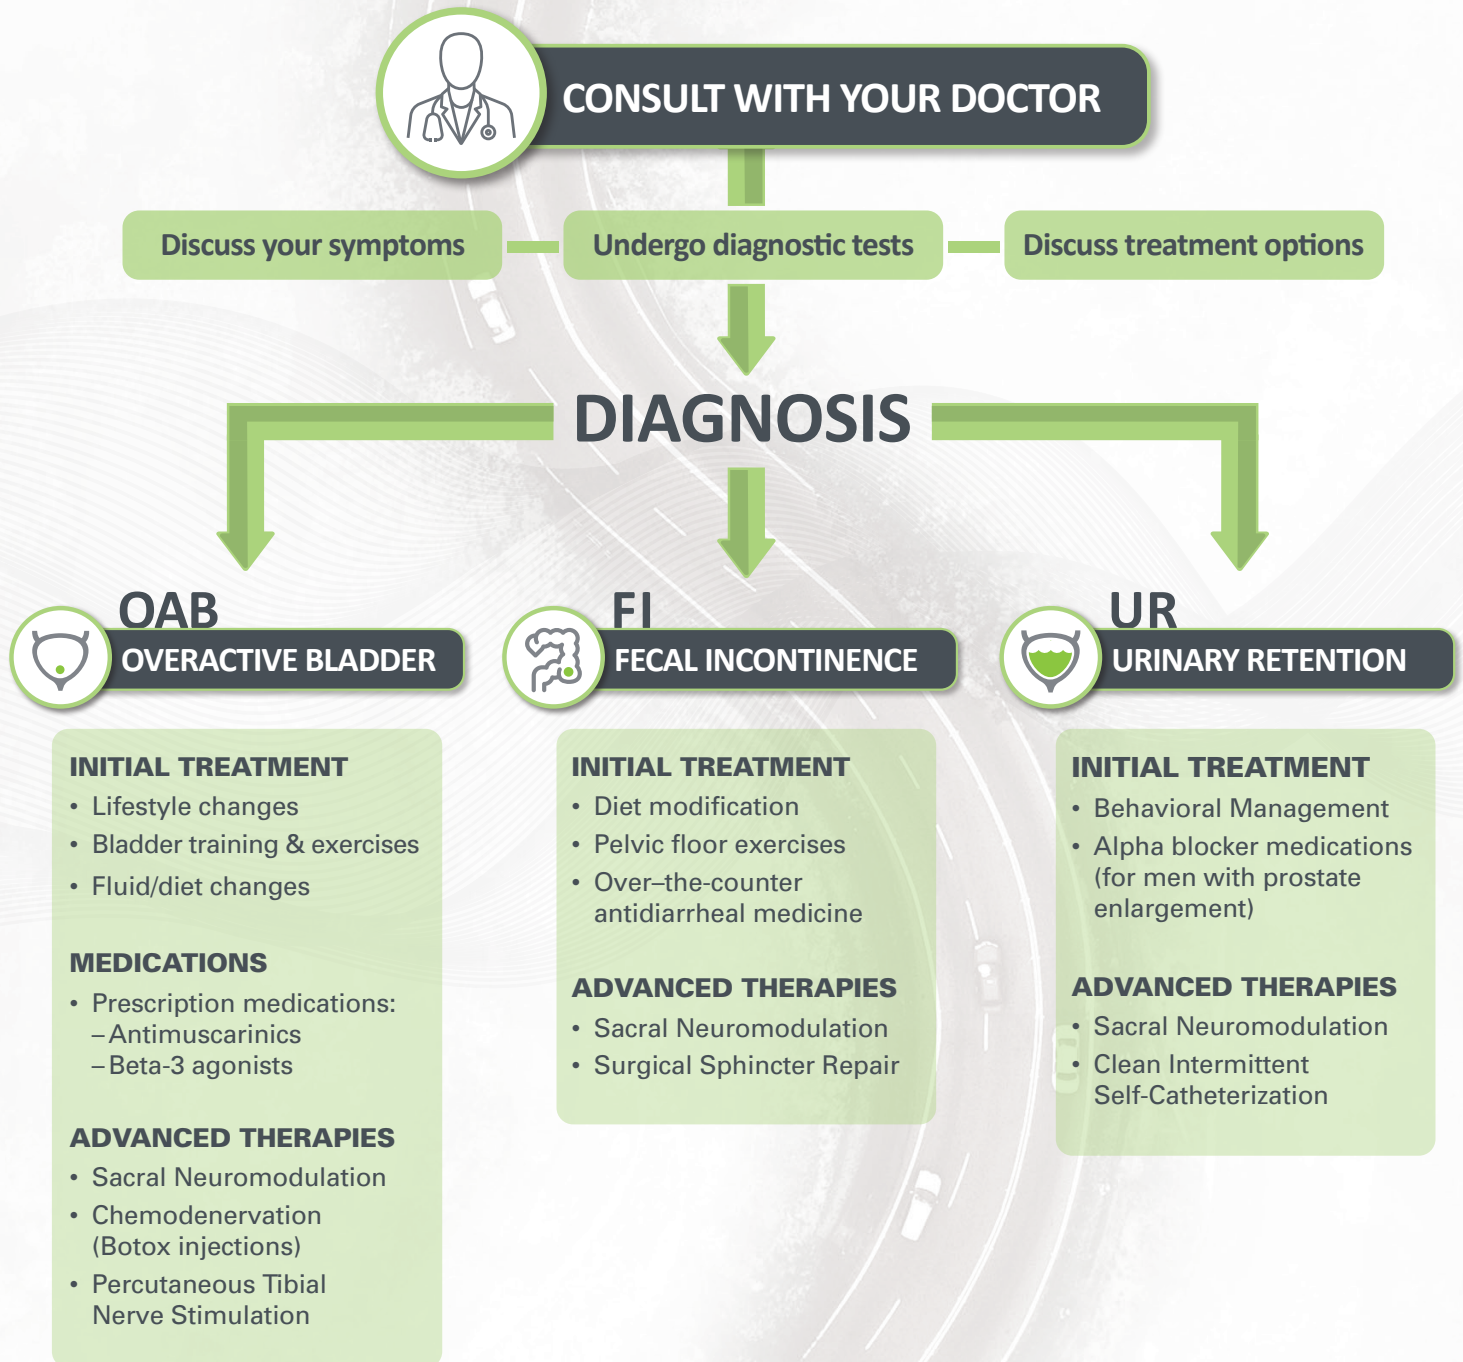 CONSULT WITH YOUR DOCTOR
Discuss your symptoms
Undergo diagnostic tests
Discuss treatment options
DIAGNOSIS
OAB
OVERACTIVE BLADDER
INITIAL TREATMENT
• Lifestyle changes
• Bladder training & exercises
• Fluid/diet changes
MEDICATIONS
• Prescription medications:
– Antimuscarinics
– Beta-3 agonists
ADVANCED THERAPIES
• Sacral Neuromodulation
• Chemodenervation
(Botox injections)
• Percutaneous Tibial
Nerve Stimulation
FI
FECAL INCONTINENCE
INITIAL TREATMENT
• Diet modification
• Pelvic floor exercises
• Over–the-counter
antidiarrheal medicine
ADVANCED THERAPIES
• Sacral Neuromodulation
• Surgical Sphincter Repair
UR
URINARY RETENTION
INITIAL TREATMENT
• Behavioral Management
• Alpha blocker medications
(for men with prostate
enlargement)
ADVANCED THERAPIES
• Sacral Neuromodulation
• Clean Intermittent
Self-Catheterization